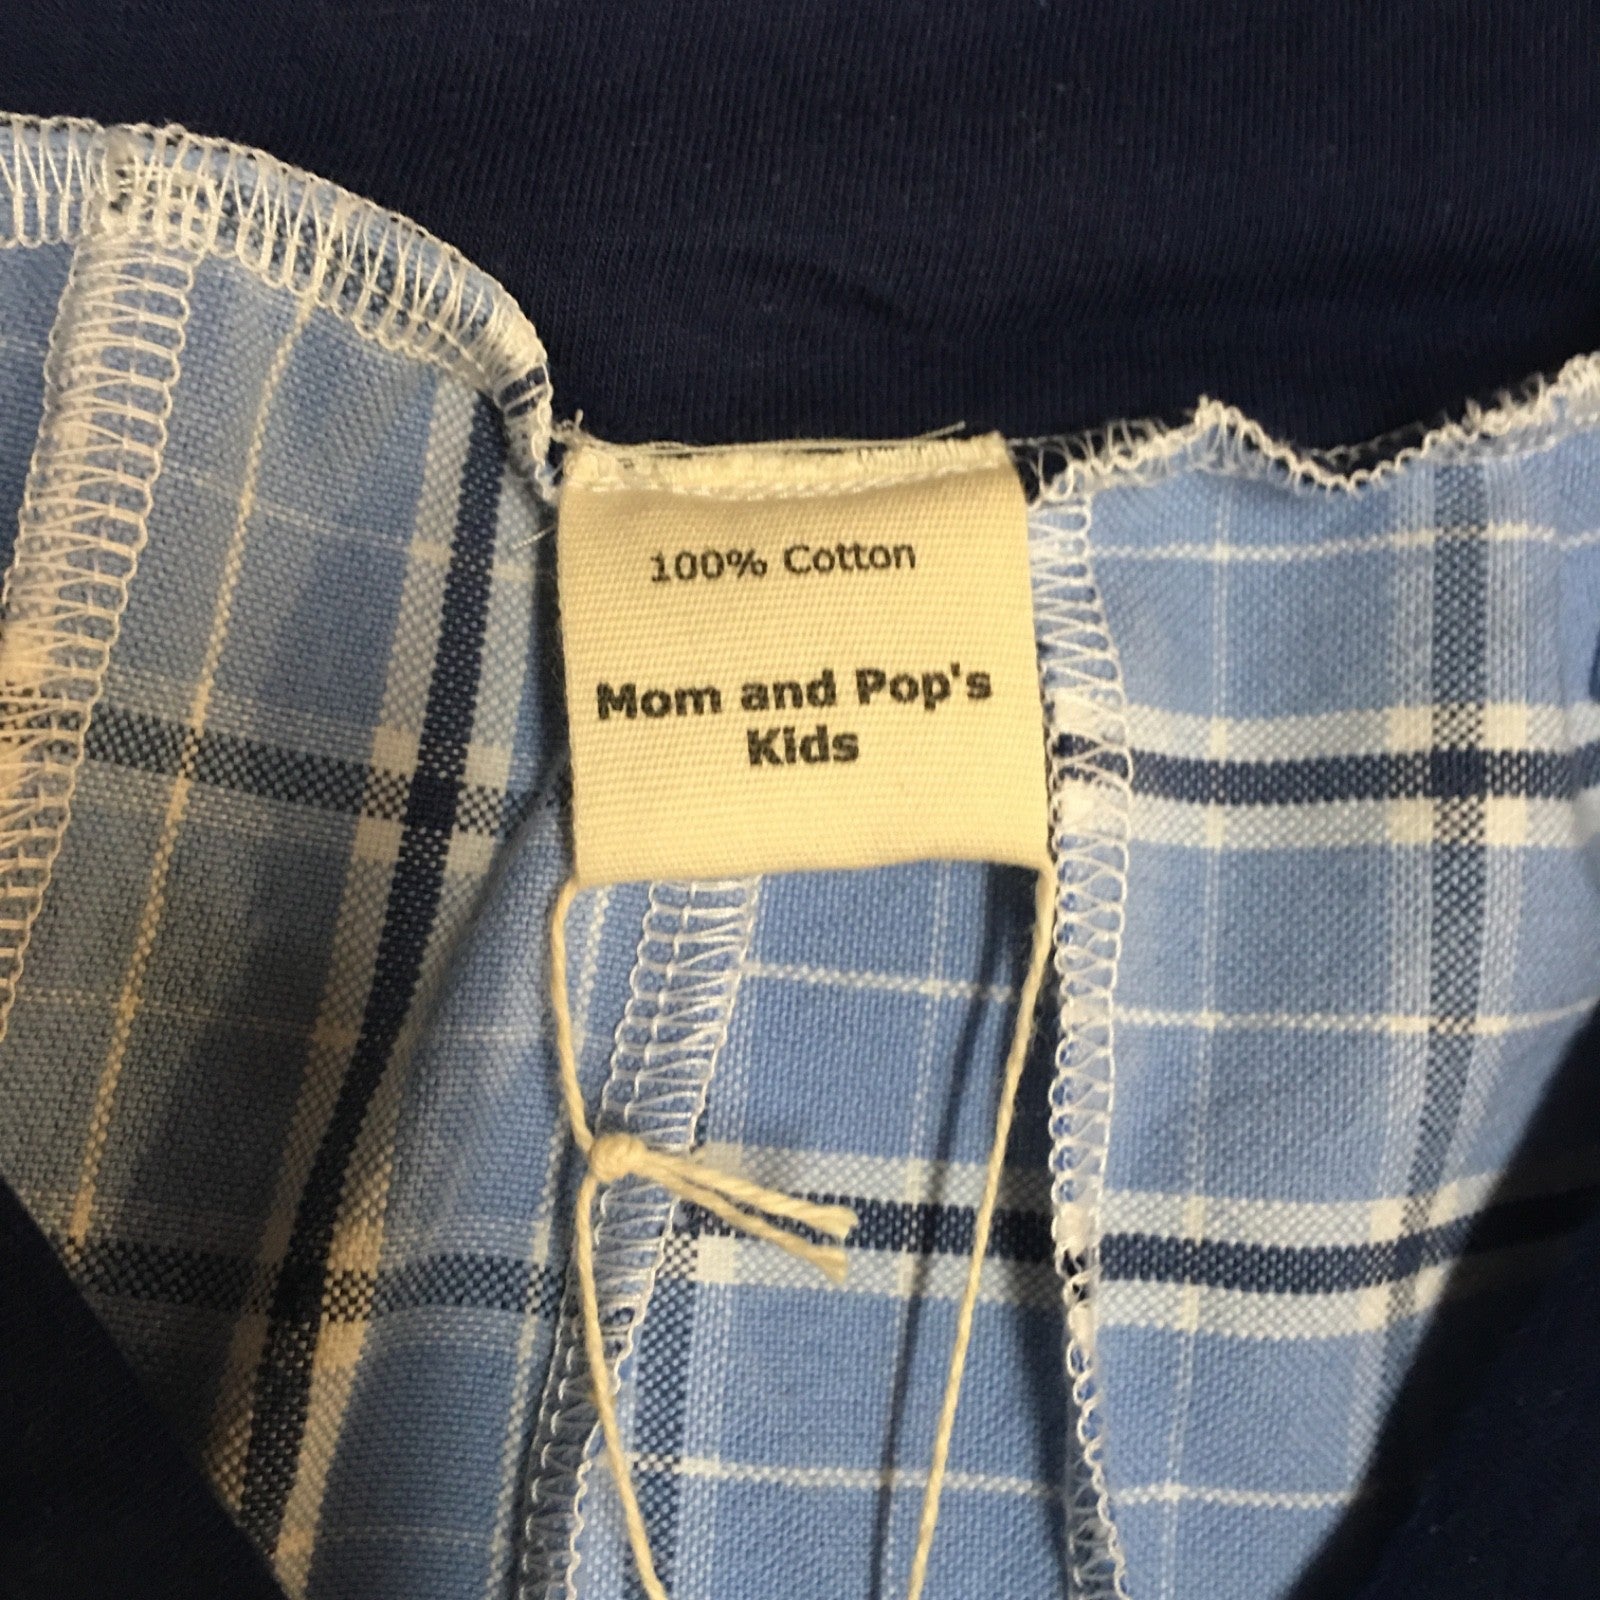 100% Cotton
Mom and Pop's
Kids